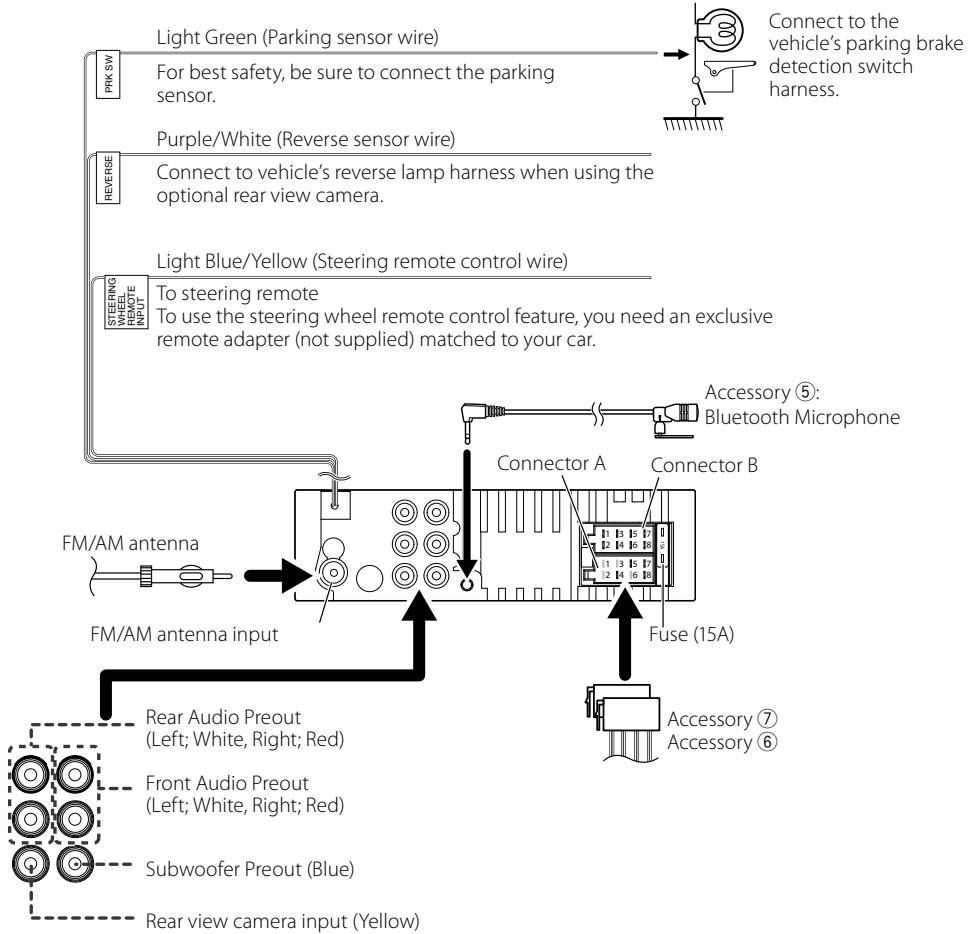 Light Green (Parking sensor wire)
PRK SW
For best safety, be sure to connect the parking
sensor.
Connect to the
vehicle's parking brake
detection switch
harness.
Purple/White (Reverse sensor wire)
REVERSE
Connect to vehicle's reverse lamp harness when using the
optional rear view camera.
Light Blue/Yellow (Steering remote control wire)
STEERING
WHEEL
REMOTE
INPUT
To steering remote
To use the steering wheel remote control feature, you need an exclusive
remote adapter (not supplied) matched to your car.
Accessory ⑤:
Bluetooth Microphone
Connector A
Connector B
1 3 5 7
2 4 6 8
1 3 5 7
2 4 6 8
15
FM/AM antenna
FM/AM antenna input
Fuse (15A)
Accessory ⑦
Accessory ⑥
Rear Audio Preout
(Left; White, Right; Red)
Front Audio Preout
(Left; White, Right; Red)
Subwoofer Preout (Blue)
Rear view camera input (Yellow)